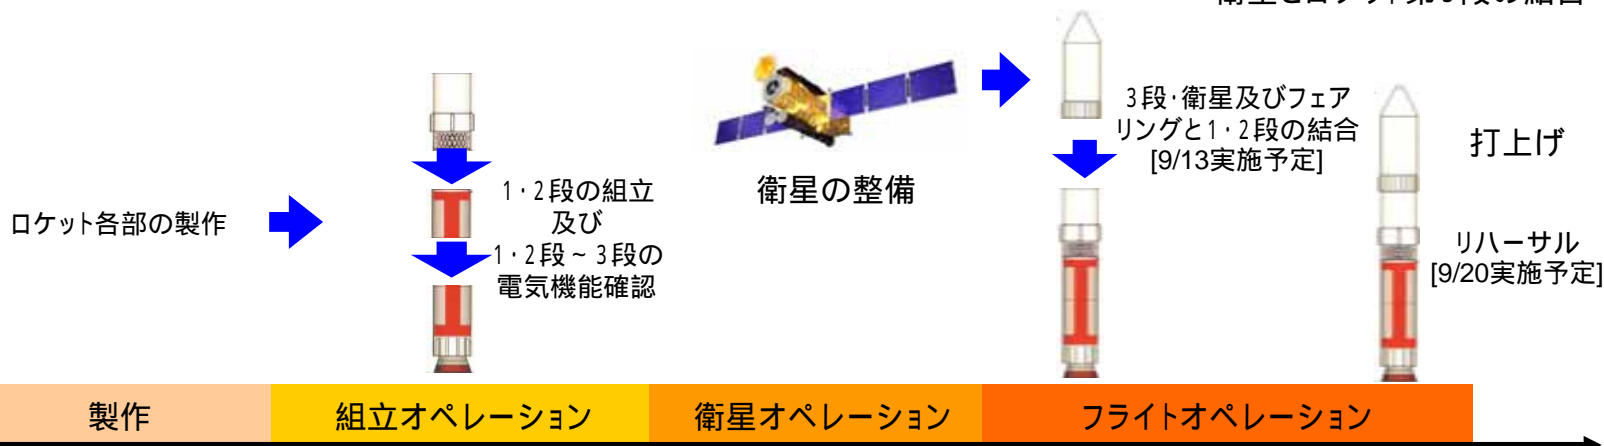 ロケット各部の製作
1・2段の組立
及び
1・2段~3段の
電気機能確認
衛星の整備
3段・衛星及びフェア
リングと1・2段の結合
[9/13実施予定]
打上げ
リハーサル
[9/20実施予定]
製作
組立オペレーション
衛星オペレーション
フライトオペレーション